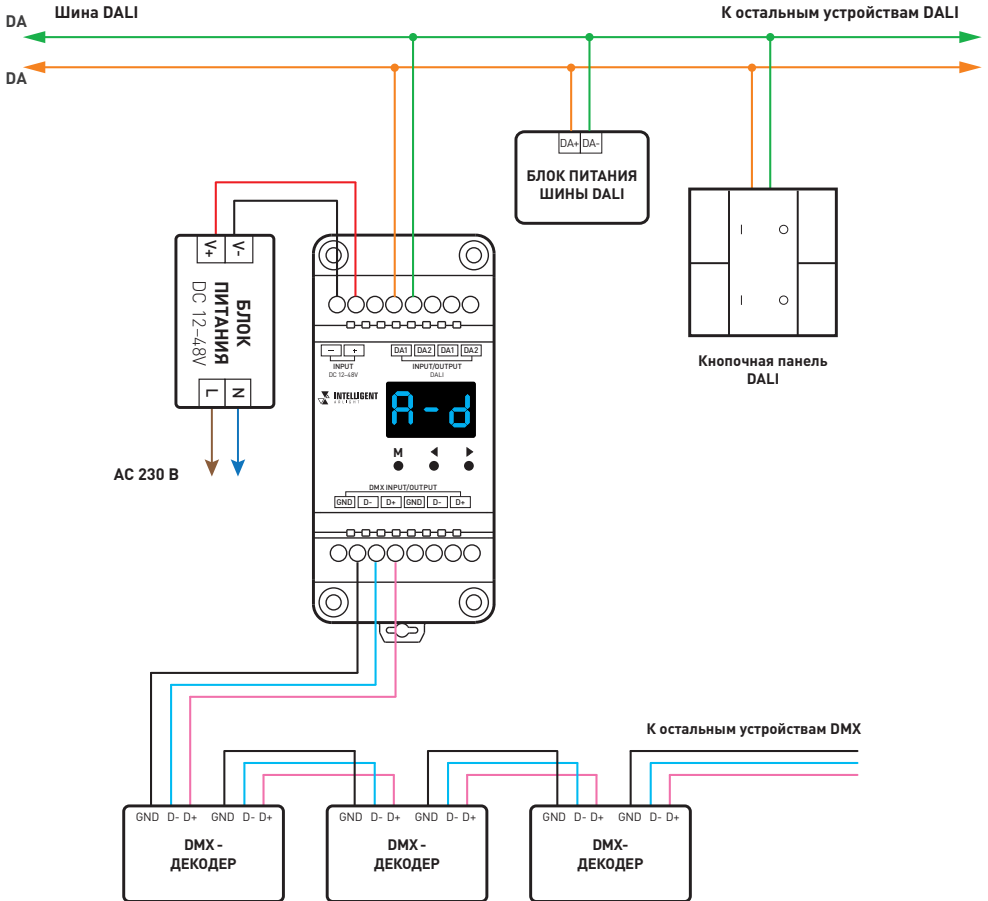 Шина DALI
К остальным устройствам DALI
DA
DA
DA+ DA-
БЛОК ПИТАНИЯ
ШИНЫ DALI
V+ V-
БЛОК
ПИТАНИЯ
DC 12–48V
L N
AC 230 В
Кнопочная панель
DALI
– +
INPUT
DC 12–48V
DA1 DA2 DA1 DA2
INPUT/OUTPUT
DALI
INTELLIGENT
ARLIGHT
A-d
M
DMX INPUT/OUTPUT
GND D- D+ GND D- D+
К остальным устройствам DMX
GND D- D+ GND D- D+
DMX -
ДЕКОДЕР
GND D- D+ GND D- D+
DMX -
ДЕКОДЕР
GND D- D+ GND D- D+
DMX-
ДЕКОДЕР